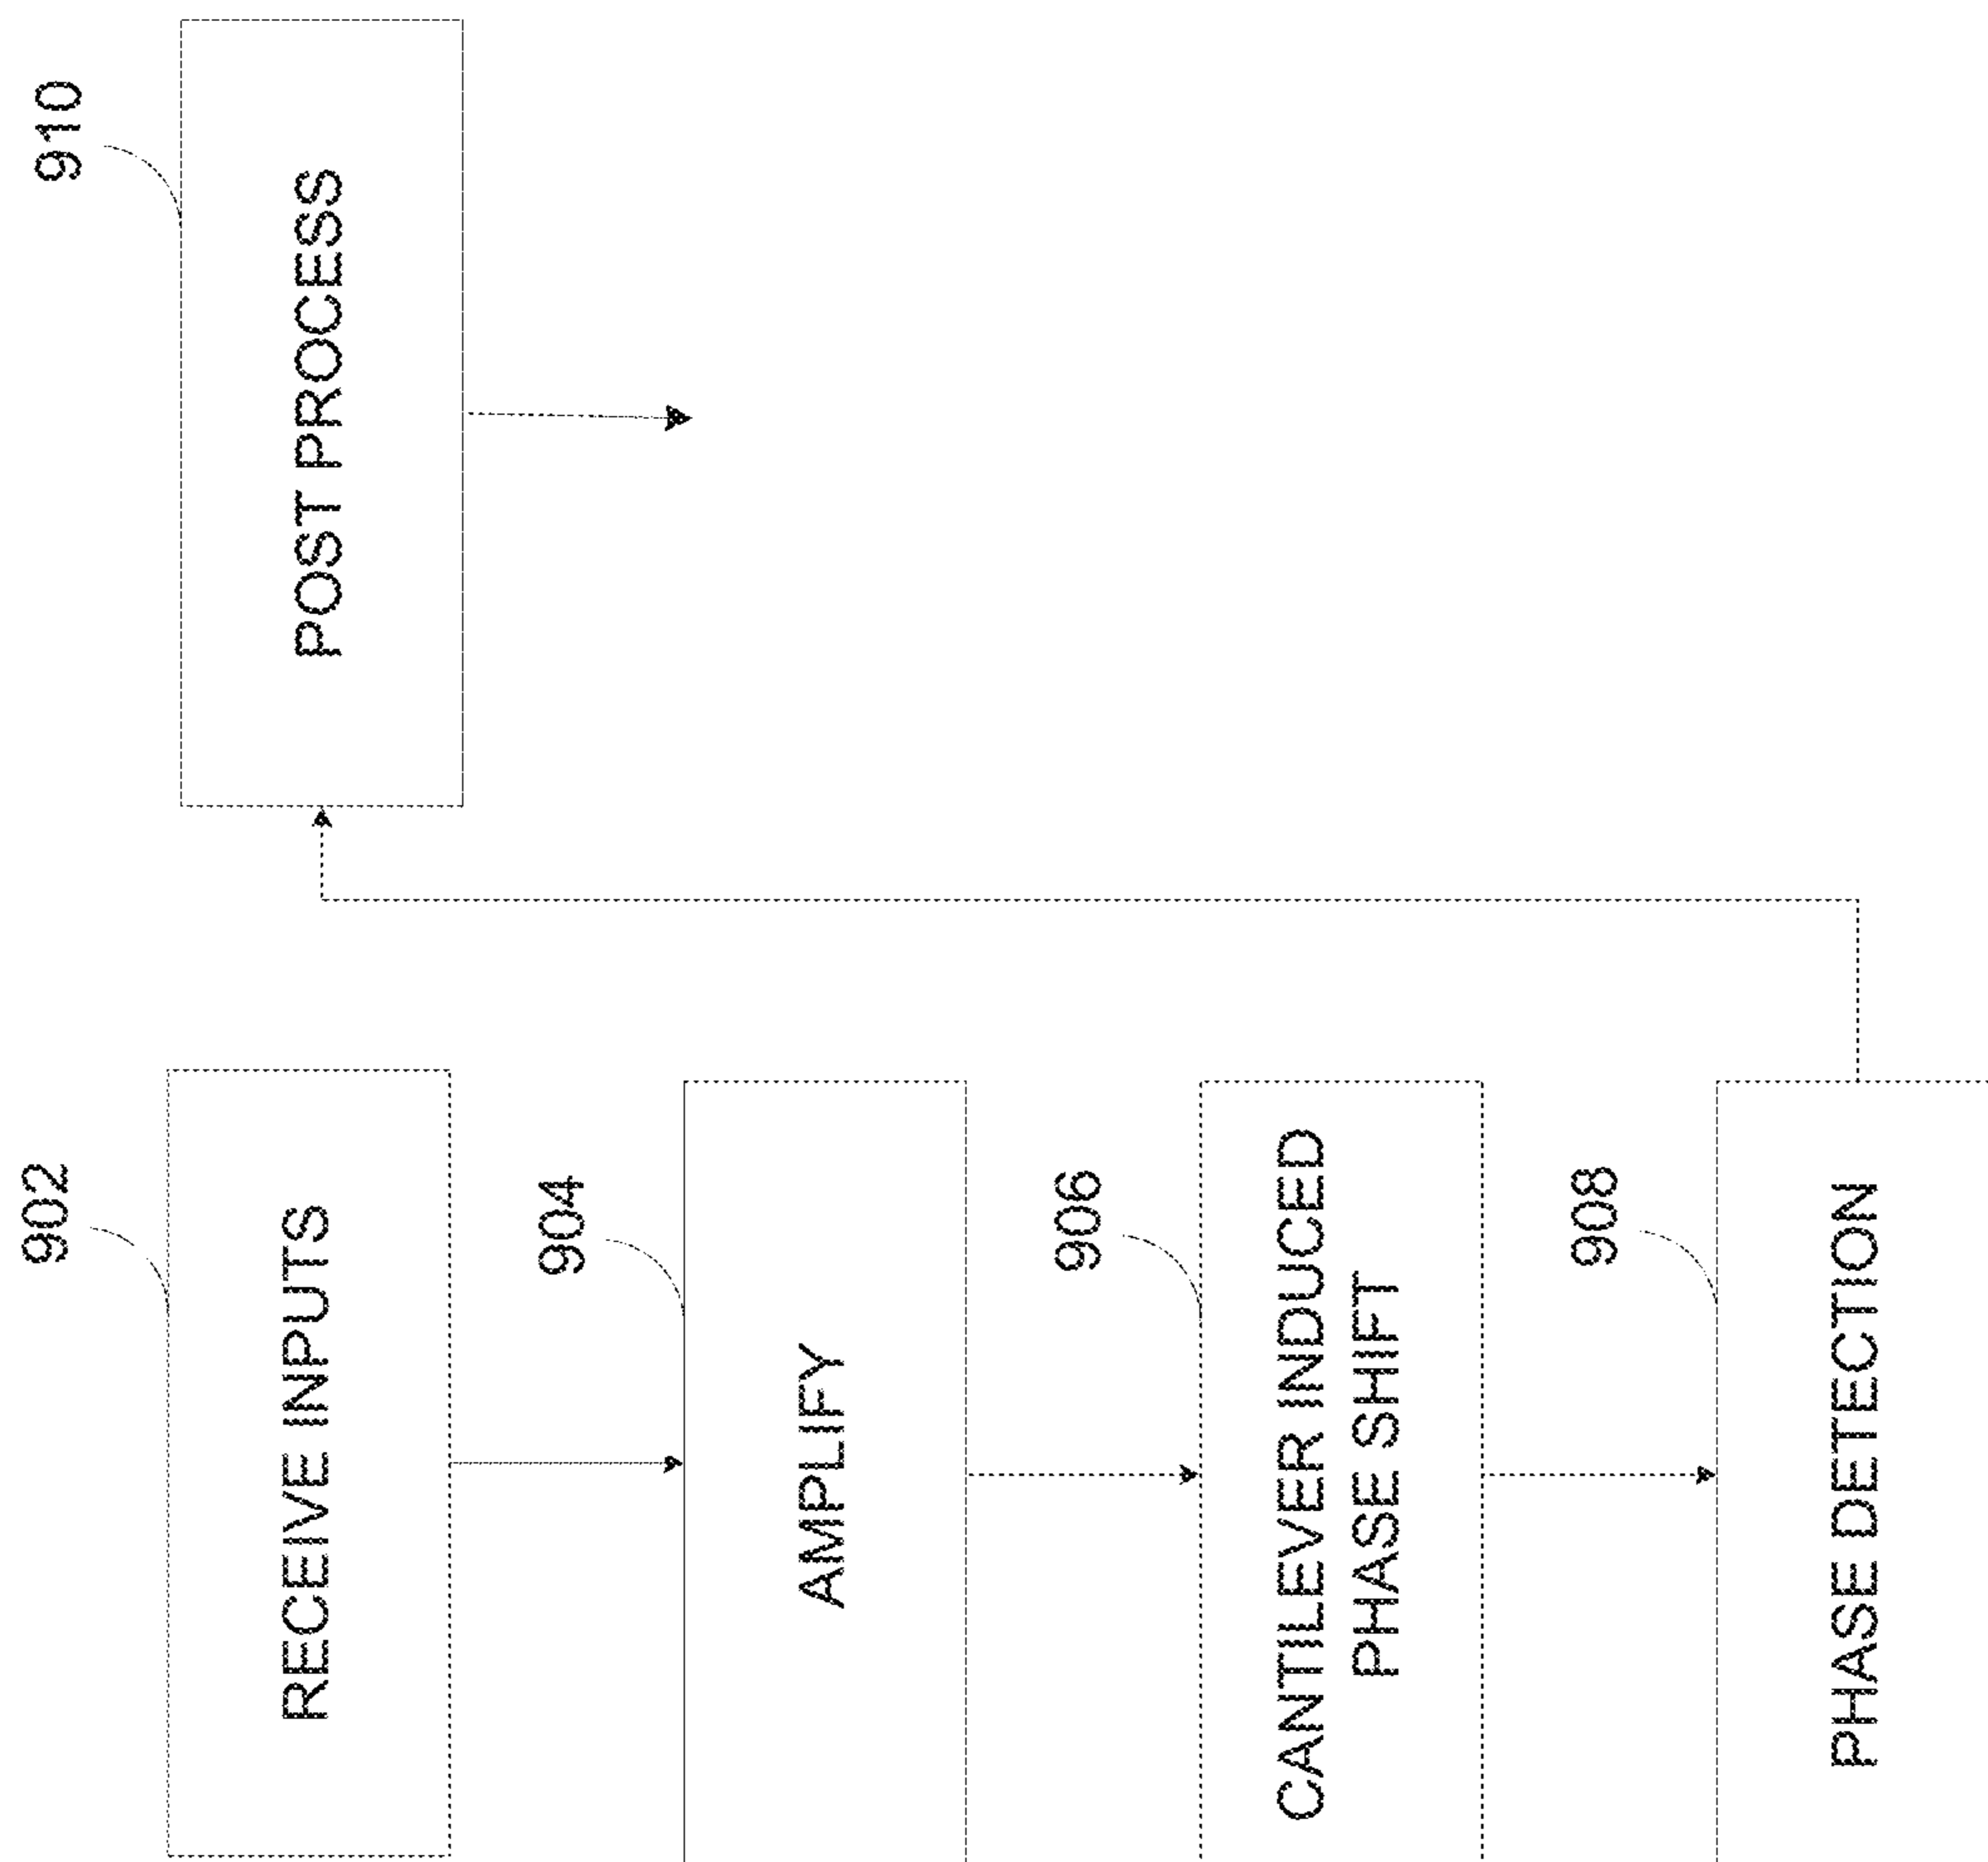 902
RECEIVE INPUTS
904
AMPLIFY
906
CANTILEVER INDUCED
PHASE SHIFT
908
PHASE DETECTION
910
POST PROCESS